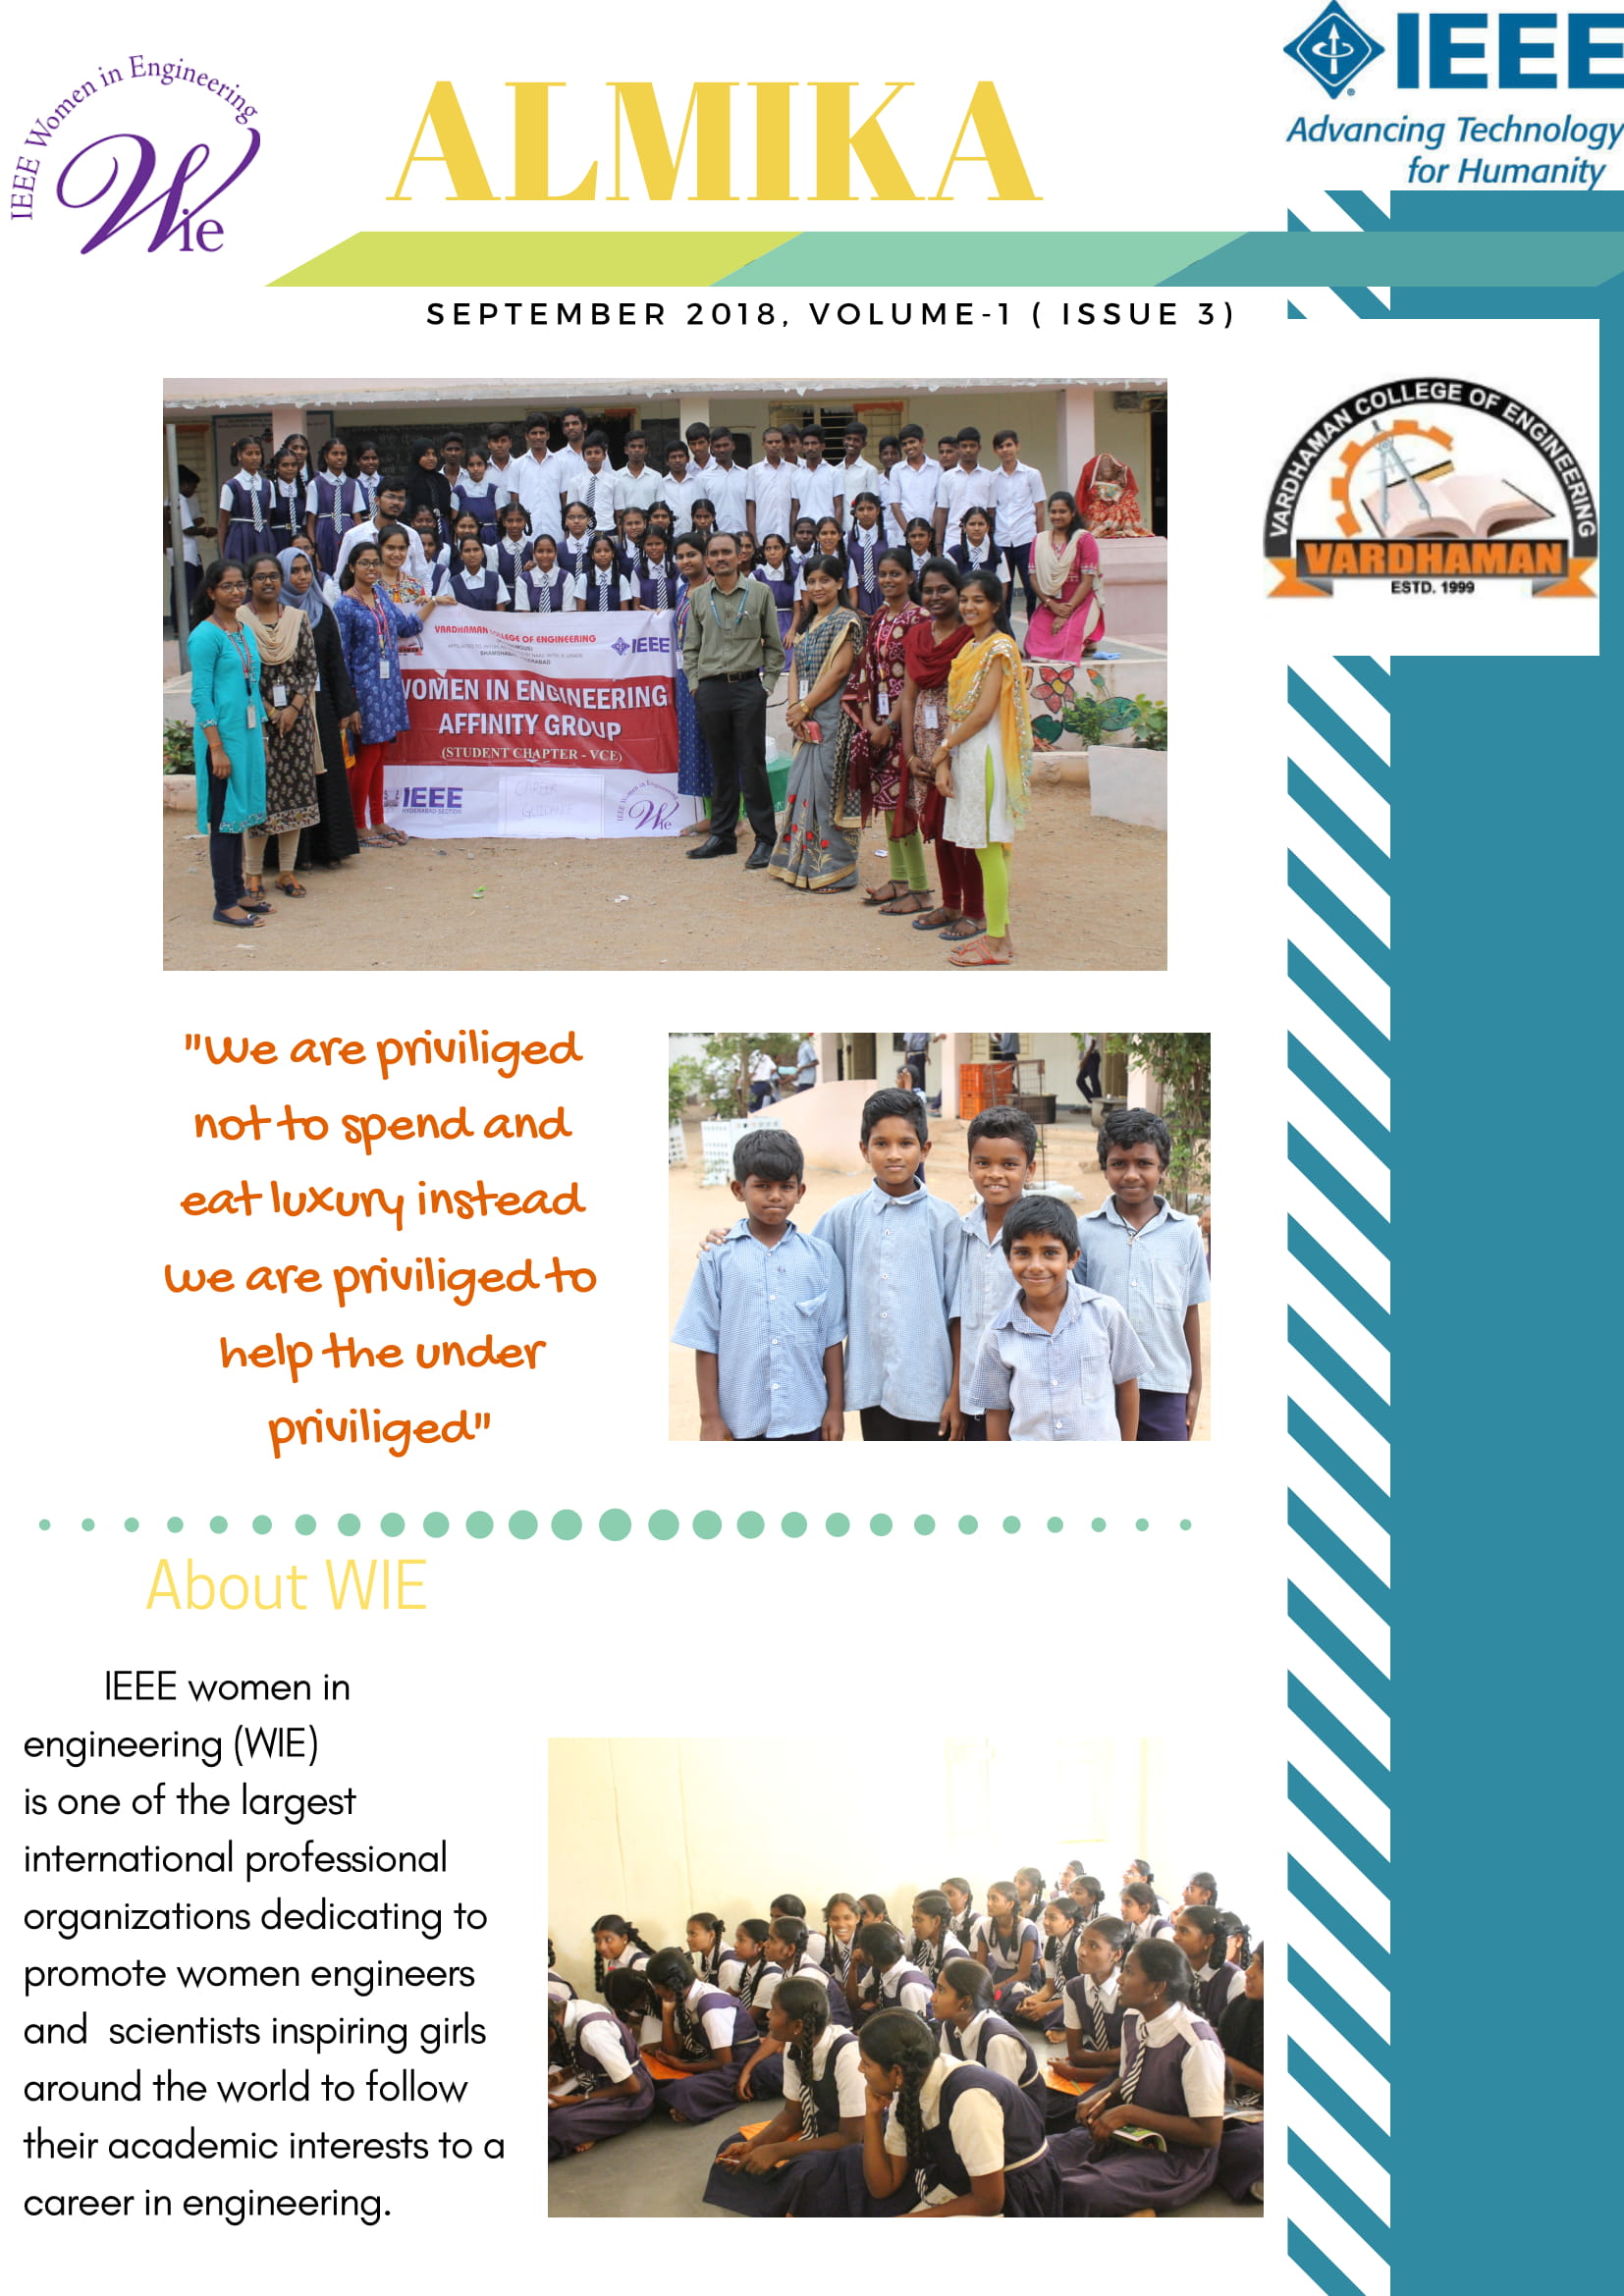 IEEE Women in Engineering
Wie
ALMIKA
IEEE
Advancing Technology
for Humanity
SEPTEMBER 2018, VOLUME-1 ( ISSUE 3)
VARDHAMAN COLLEGE OF ENGINEERING
VARDHAMAN
ESTD. 1999
VARDHAMAN COLLEGE OF ENGINEERING
IEEE
WOMEN IN ENGINEERING
AFFINITY GROUP
(STUDENT CHAPTER - VCE)
IEEE
HYDERABAD SECTION
CAREER
IEEE Women in Engineering
Wie
"We are priviliged
not to spend and
eat luxury instead
we are priviliged to
help the under
priviliged"
About WIE
IEEE women in
engineering (WIE)
is one of the largest
international professional
organizations dedicating to
promote women engineers
and scientists inspiring girls
around the world to follow
their academic interests to a
career in engineering.